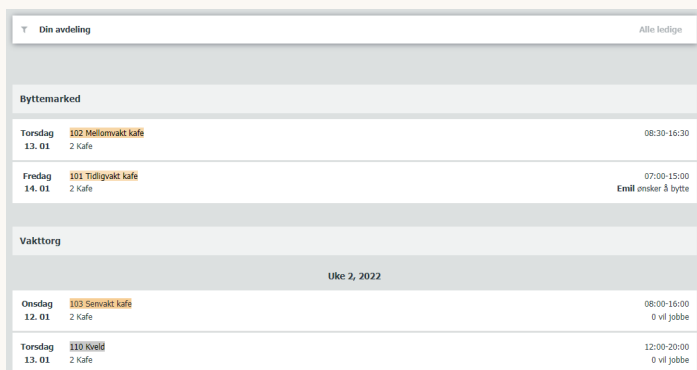 Din avdeling Alle ledige
Byttemarked
Torsdag 102 Mellomvakt kafe 08:30-16:30
13. 01 2 Kafe
Fredag 101 Tidligvakt kafe 07:00-15:00
14. 01 2 Kafe Emil ønsker å bytte
Vakttorg
Uke 2, 2022
Onsdag 103 Senvakt kafe 08:00-16:00
12. 01 2 Kafe 0 vil jobbe
Torsdag 110 Kveld 12:00-20:00
13. 01 2 Kafe 0 vil jobbe